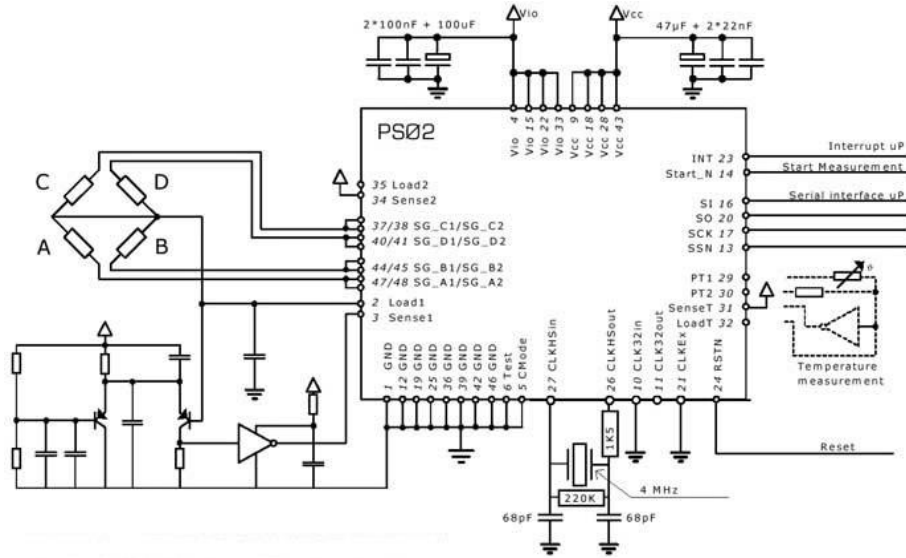 Vio
Vcc
2*100nF + 100uF
47µF + 2*22nF
Vio 4
Vio 15
Vio 22
Vio 33
Vcc 9
Vcc 18
Vcc 28
Vcc 43
PS02
C
D
A
B
35 Load2
34 Sense2
37/38 SG_C1/SG_C2
40/41 SG_D1/SG_D2
44/45 SG_B1/SG_B2
47/48 SG_A1/SG_A2
2 Load1
3 Sense1
INT 23
Interrupt uP
Start_N 14
Start Measurement
SI 16
Serial interface uP
SO 20
SCK 17
SSN 13
PT1 29
PT2 30
SenseT 31
LoadT 32
θ
Temperature
measurement
1 GND
12 GND
19 GND
25 GND
36 GND
39 GND
42 GND
46 GND
6 Test
5 CMode
27 CLKHSin
26 CLKHSout
10 CLK32in
11 CLK32out
21 CLKEx
24 RSTN
1K5
Reset
220K
4 MHz
68pF
68pF